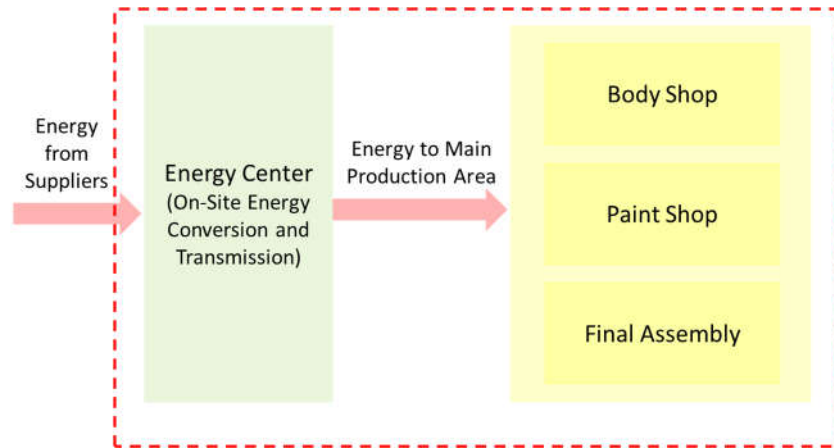 Energy
from
Suppliers
Energy Center
(On-Site Energy
Conversion and
Transmission)
Energy to Main
Production Area
Body Shop
Paint Shop
Final Assembly